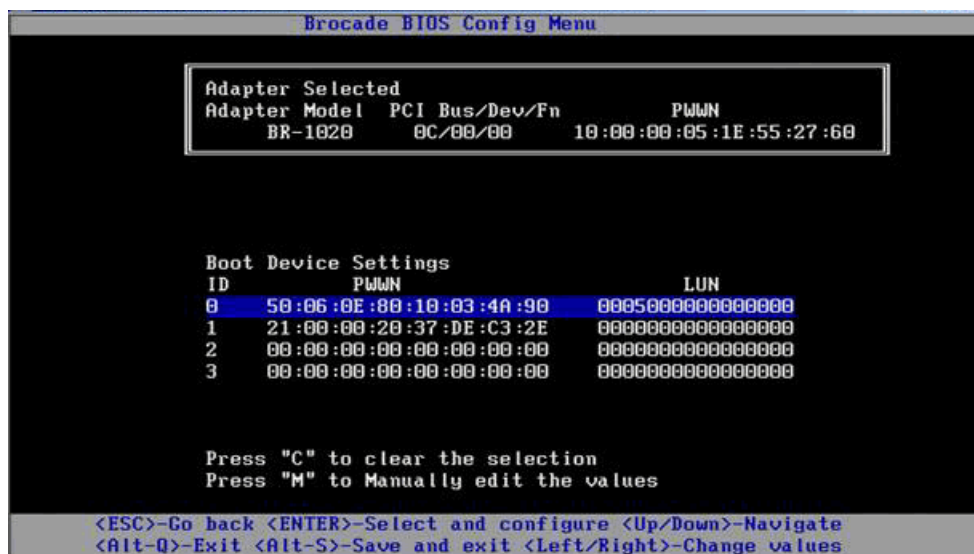 Brocade BIOS Config Menu
Adapter Selected
Adapter Model PCI Bus/Dev/Fn PWWN
BR-1020 0C/00/00 10:00:00:05:1E:55:27:60
Boot Device Settings
ID PWWN LUN
0 50:06:0E:80:10:03:4A:90 0005000000000000
1 21:00:00:20:37:DE:C3:2E 0000000000000000
2 00:00:00:00:00:00:00:00 0000000000000000
3 00:00:00:00:00:00:00:00 0000000000000000
Press "C" to clear the selection
Press "M" to Manually edit the values
<ESC>-Go back <ENTER>-Select and configure <Up/Down>-Navigate
<Alt-Q>-Exit <Alt-S>-Save and exit <Left/Right>-Change values